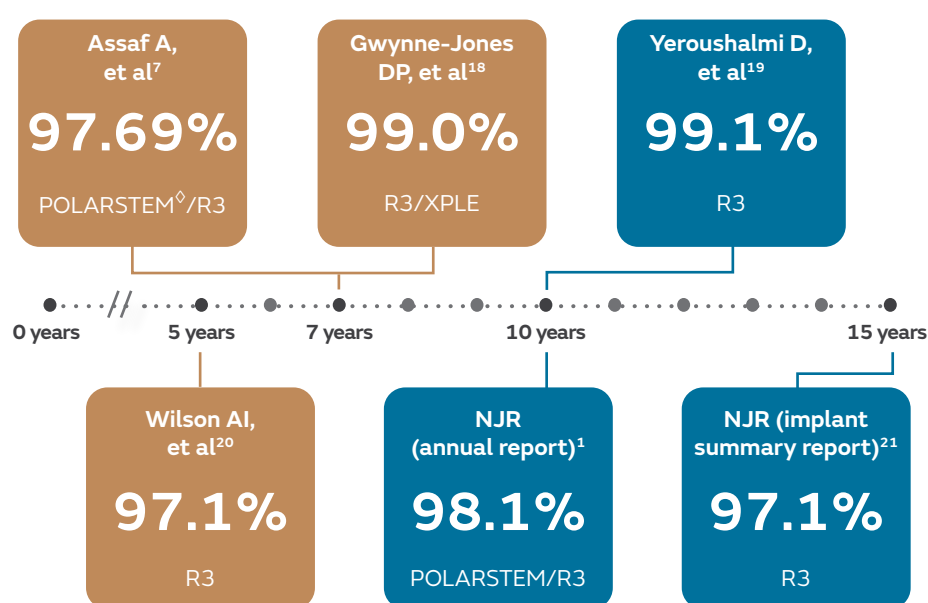 Assaf A,
et al⁷
97.69%
POLARSTEM◊/R3
Gwynne-Jones
DP, et al¹⁸
99.0%
R3/XPLE
Yeroushalmi D,
et al¹⁹
99.1%
R3
0 years
5 years
7 years
10 years
15 years
Wilson AI,
et al²⁰
97.1%
R3
NJR
(annual report)¹
98.1%
POLARSTEM/R3
NJR (implant
summary report)²¹
97.1%
R3